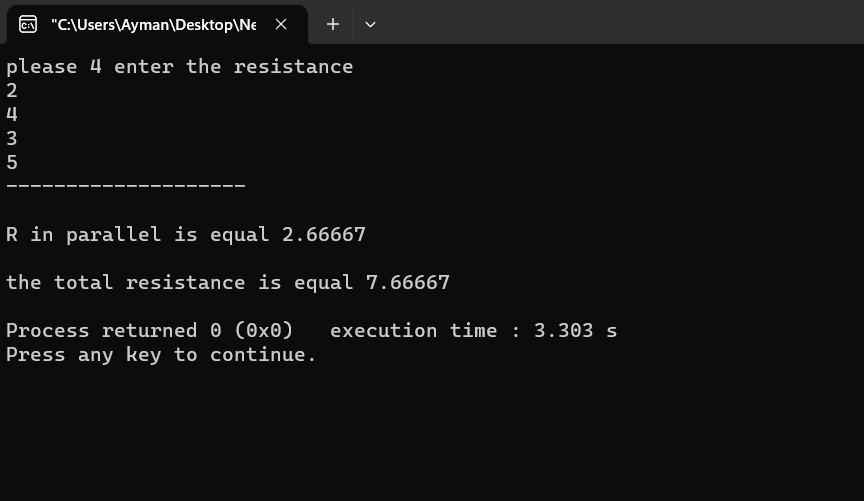 "C:\Users\Ayman\Desktop\Ne
please 4 enter the resistance
2
4
3
5
--------------------
R in parallel is equal 2.66667
the total resistance is equal 7.66667
Process returned 0 (0x0)   execution time : 3.303 s
Press any key to continue.